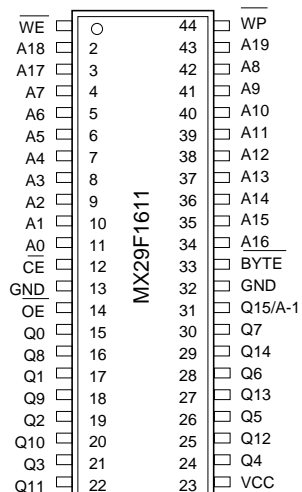 WE 44 WP
A18 2 43 A19
A17 3 42 A8
A7 4 41 A9
A6 5 40 A10
A5 6 39 A11
A4 7 38 A12
A3 8 37 A13
A2 9 36 A14
A1 10 35 A15
A0 11 34 A16
CE 12 33 BYTE
GND 13 32 GND
OE 14 31 Q15/A-1
Q0 15 30 Q7
Q8 16 29 Q14
Q1 17 28 Q6
Q9 18 27 Q13
Q2 19 26 Q5
Q10 20 25 Q12
Q3 21 24 Q4
Q11 22 23 VCC
MX29F1611